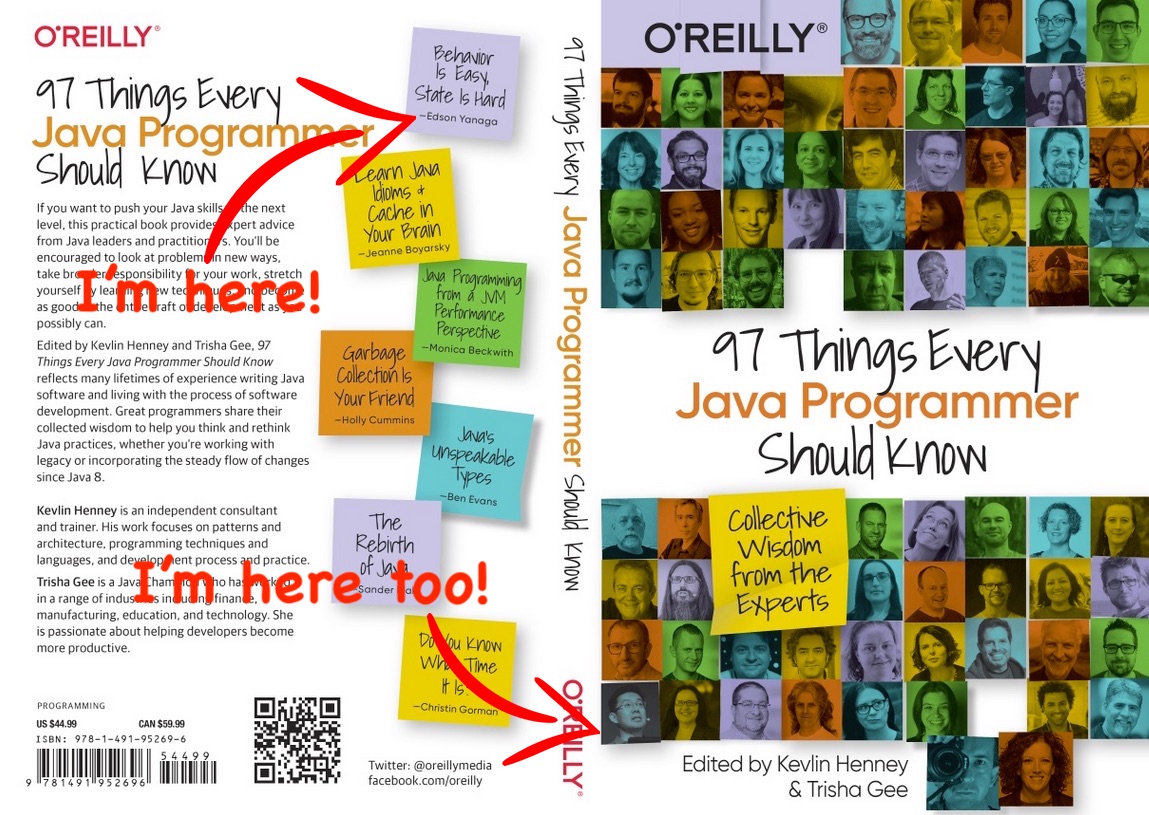 O'REILLY®
97 Things Every
Java Programmer
Should Know
If you want to push your Java skills the next
level, this practical book provides expert advice
from Java leaders and practitioners. You'll be
encouraged to look at problems in new ways,
take broader responsibility for your work, stretch
yourself by learning new techniques, and become
as good at the entire craft of development as you
possibly can.
Edited by Kevlin Henney and Trisha Gee, 97
Things Every Java Programmer Should Know
reflects many lifetimes of experience writing Java
software and living with the process of software
development. Great programmers share their
collected wisdom to help you think and rethink
Java practices, whether you're working with
legacy or incorporating the steady flow of changes
since Java 8.
Kevlin Henney is an independent consultant
and trainer. His work focuses on patterns and
architecture, programming techniques and
languages, and development process and practice.
Trisha Gee is a Java Champion who has worked
in a range of industries including finance,
manufacturing, education, and technology. She
is passionate about helping developers become
more productive.
I'm here!
I'm here too!
PROGRAMMING
US $44.99 CAN $59.99
ISBN: 978-1-491-95269-6
5 4 4 9 9
9 781491 952696
Twitter: @oreillymedia
facebook.com/oreilly
Behavior
Is Easy,
State Is Hard
—Edson Yanaga
Learn Java
Idioms &
Cache in
Your Brain
—Jeanne Boyarsky
Java Programming
from a JVM
Performance
Perspective
—Monica Beckwith
Garbage
Collection Is
Your Friend
—Holly Cummins
Java's
Unspeakable
Types
—Ben Evans
The
Rebirth
of Java
Sander
Do You Know
What Time
It Is?
—Christin Gorman
97 Things Every Java Programmer Should Know
O'REILLY®
O'REILLY®
97 Things Every
Java Programmer
Should Know
Collective
Wisdom
from the
Experts
Edited by Kevlin Henney
& Trisha Gee